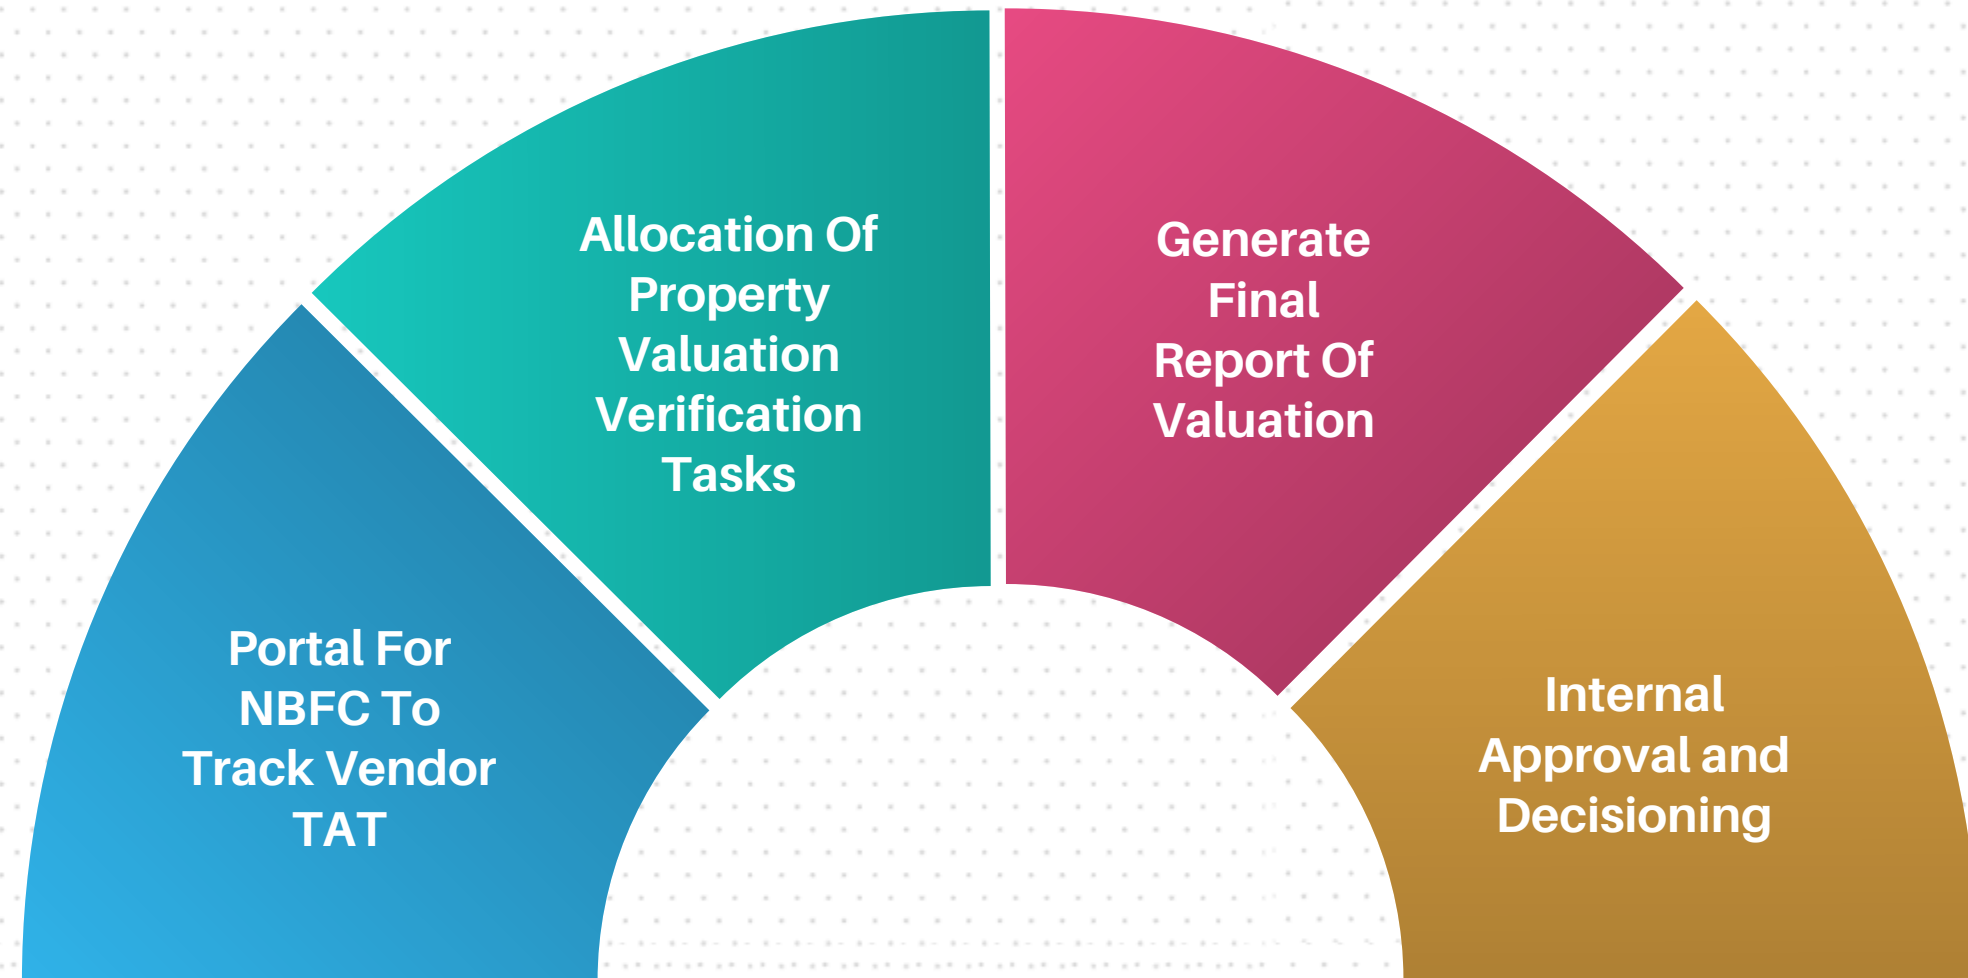 Portal For
NBFC To
Track Vendor
TAT
Allocation Of
Property
Valuation
Verification
Tasks
Generate
Final
Report Of
Valuation
Internal
Approval and
Decisioning